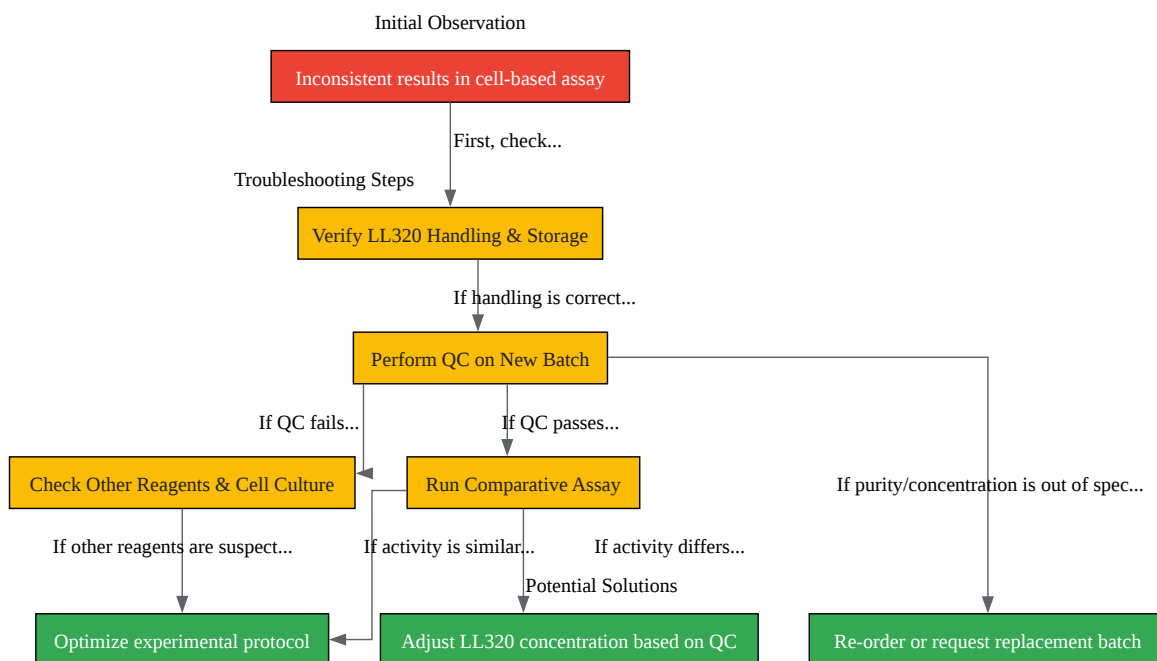 Initial Observation
Inconsistent results in cell-based assay
First, check...
Troubleshooting Steps
Verify LL320 Handling & Storage
If handling is correct...
Perform QC on New Batch
If QC fails...
If QC passes...
Check Other Reagents & Cell Culture
Run Comparative Assay
If purity/concentration is out of spec...
If other reagents are suspect...
If activity is similar...
If activity differs...
Potential Solutions
Optimize experimental protocol
Adjust LL320 concentration based on QC
Re-order or request replacement batch